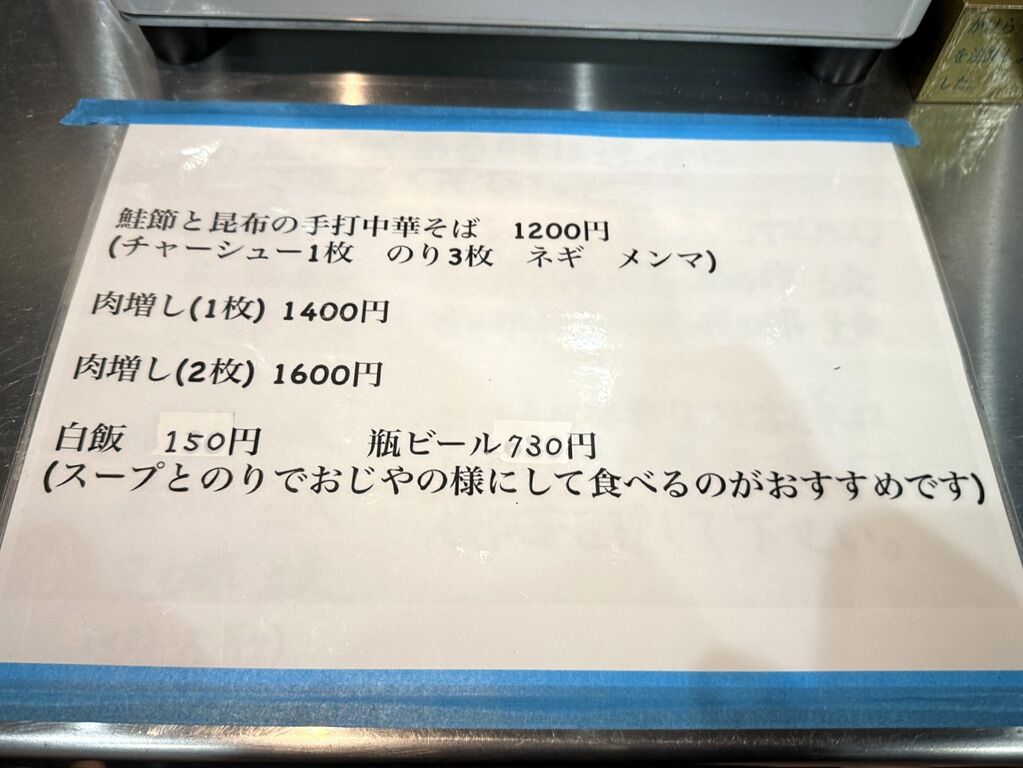 鮭節と昆布の手打中華そば　1200円
(チャーシュー1枚　のり3枚　ネギ　メンマ)
肉増し(1枚) 1400円
肉増し(2枚) 1600円
白飯　150円　　　瓶ビール730円
(スープとのりでおじやの様にして食べるのがおすすめです)
した。